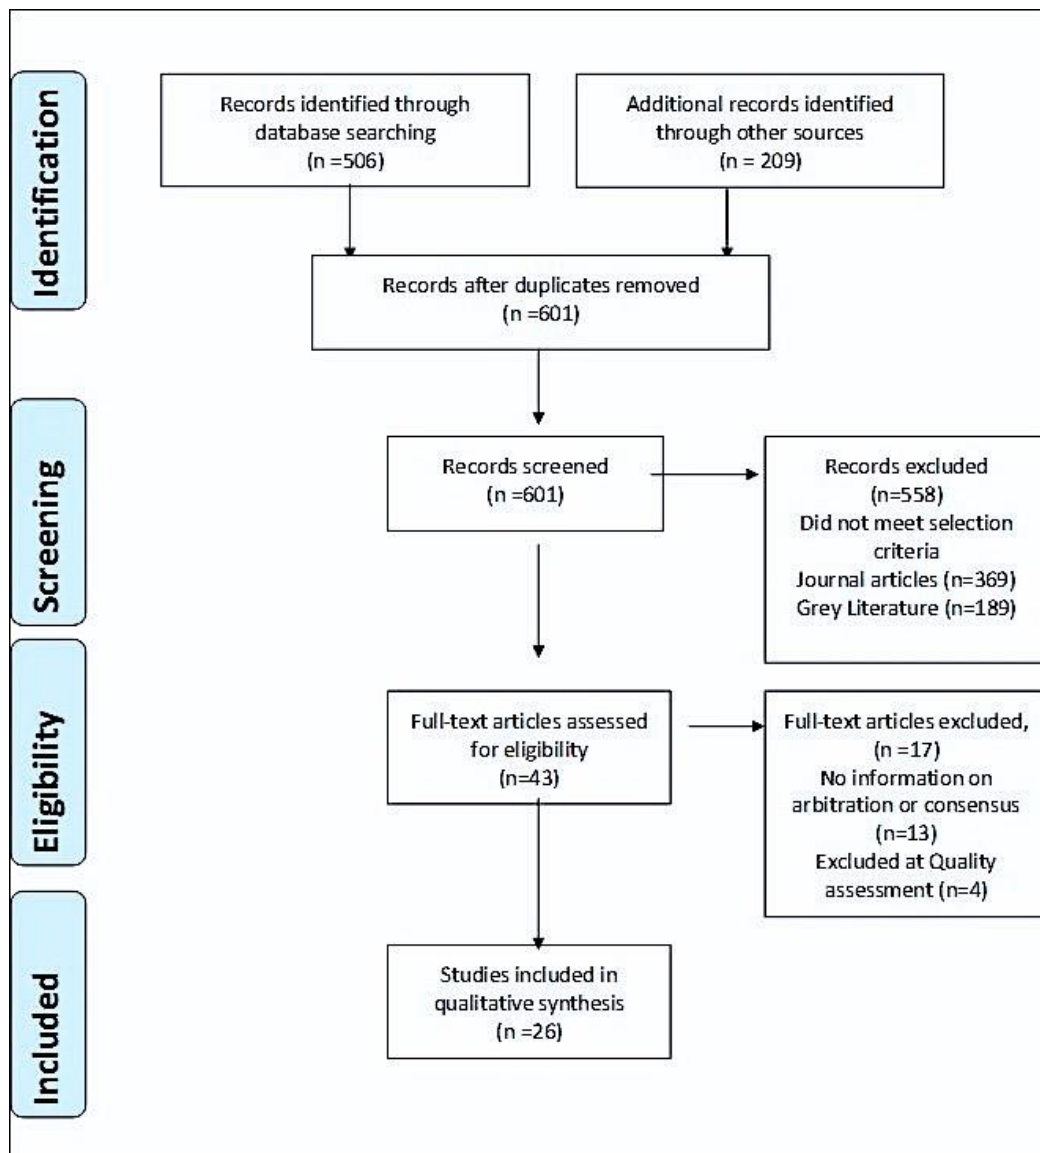 Identification
Records identified through
database searching
(n =506)
Additional records identified
through other sources
(n = 209)
Records after duplicates removed
(n =601)
Screening
Records screened
(n =601)
Records excluded
(n=558)
Did not meet selection
criteria
Journal articles (n=369)
Grey Literature (n=189)
Eligibility
Full-text articles assessed
for eligibility
(n=43)
Full-text articles excluded,
(n =17)
No information on
arbitration or consensus
(n=13)
Excluded at Quality
assessment (n=4)
Included
Studies included in
qualitative synthesis
(n =26)